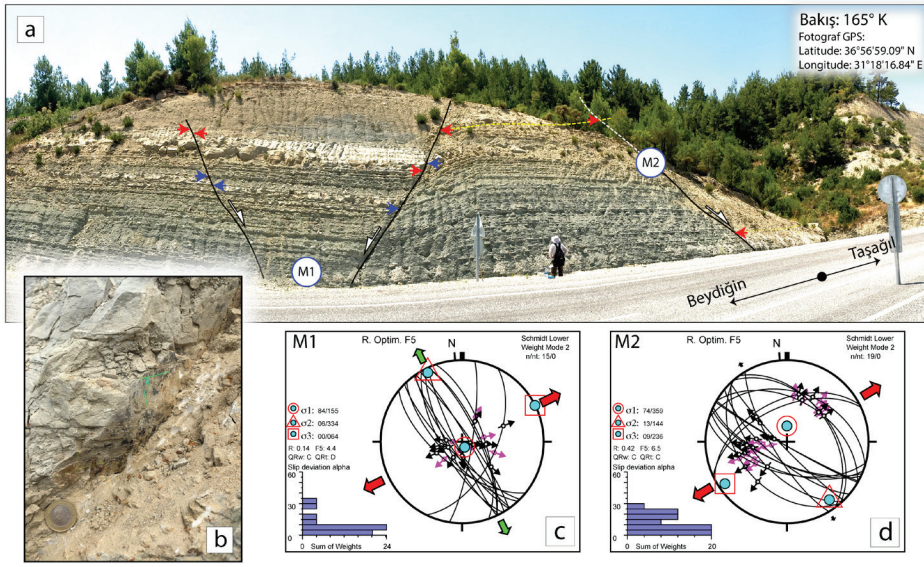 a
Bakış: 165° K
Fotograf GPS:
Latitude: 36°56'59.09" N
Longitude: 31°18'16.84" E
M2
M1
Taşağıl
Beydiğin
b
M1
R. Optim. F5
Schmidt Lower
Weight Mode 2
n/nt: 15/0
N
σ1: 84/155
σ2: 06/334
σ3: 00/064
R: 0.14 F5: 4.4
QRw: C QRt: D
Slip deviation alpha
60
30
0
0 Sum of Weights 24
c
M2
R. Optim. F5
Schmidt Lower
Weight Mode 2
n/nt: 19/0
N
σ1: 74/359
σ2: 13/144
σ3: 09/236
R: 0.42 F5: 6.5
QRw: C QRt: C
Slip deviation alpha
60
30
0
0 Sum of Weights 20
d